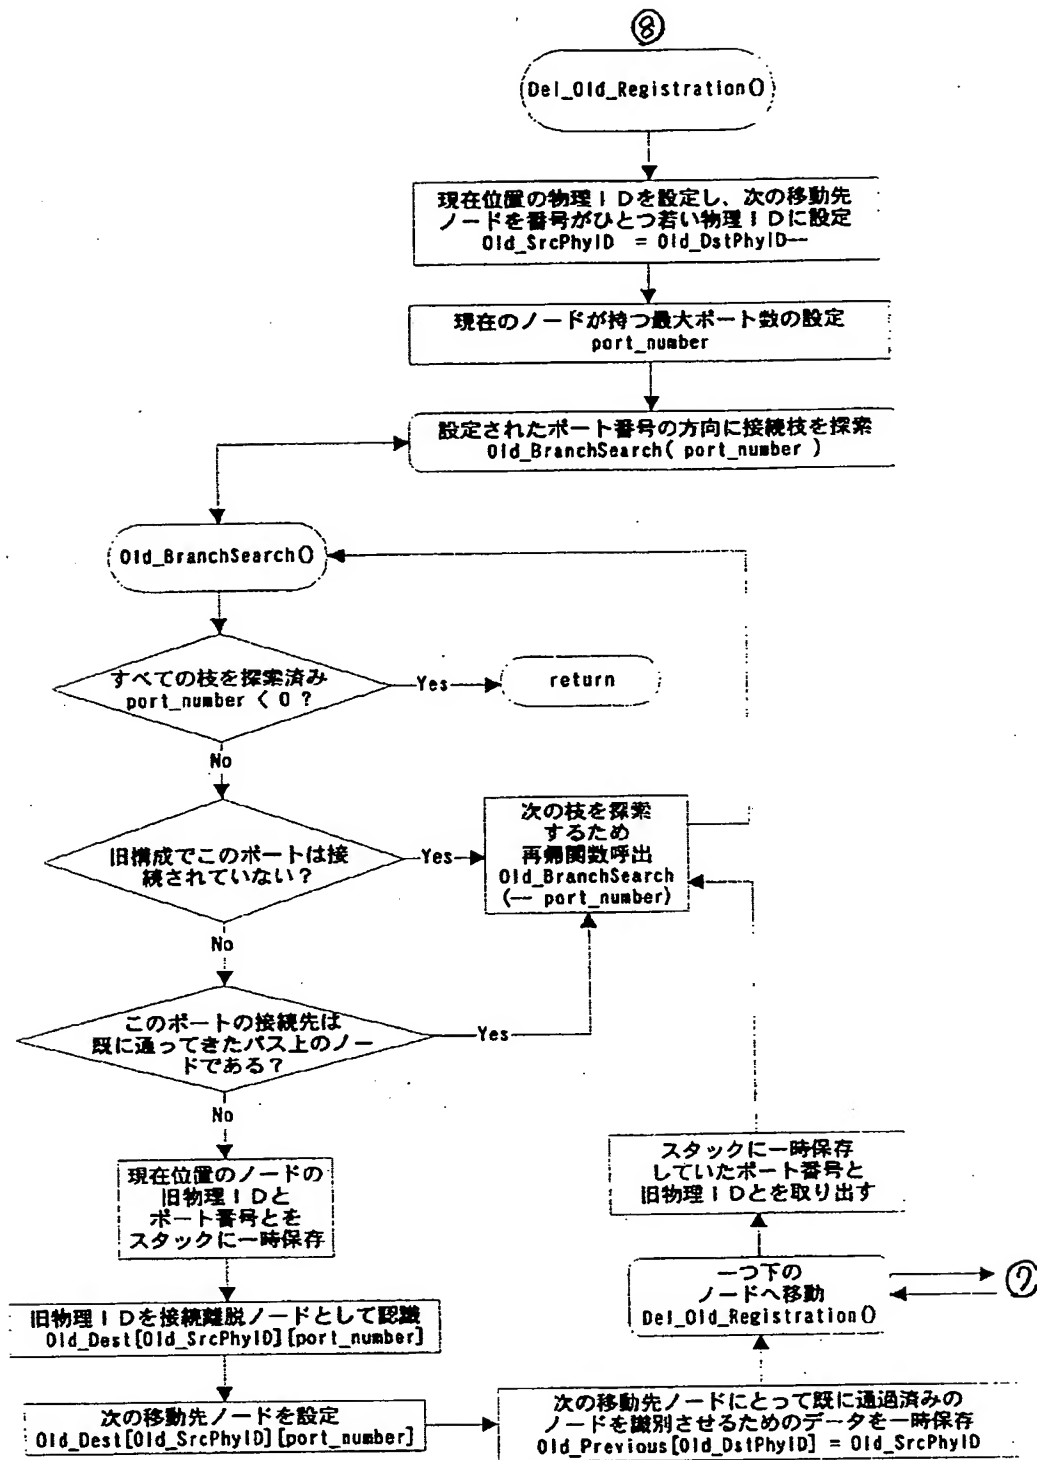 ⑧
Del_Old_Registration()
現在位置の物理IDを設定し、次の移動先
ノードを番号がひとつ若い物理IDに設定
Old_SrcPhyID = Old_DstPhyID--
現在のノードが持つ最大ポート数の設定
port_number
設定されたポート番号の方向に接続枝を探索
Old_BranchSearch( port_number )
Old_BranchSearch()
すべての枝を探索済み
port_number < 0 ?
Yes
return
No
旧構成でこのポートは接
続されていない?
Yes
次の枝を探索
するため
再帰関数呼出
Old_BranchSearch
(-- port_number)
No
このポートの接続先は
既に通ってきたパス上のノー
ドである?
Yes
No
現在位置のノードの
旧物理IDと
ポート番号とを
スタックに一時保存
スタックに一時保存
していたポート番号と
旧物理IDとを取り出す
一つ下の
ノードへ移動
Del_Old_Registration()
⑦
旧物理IDを接続離脱ノードとして認識
Old_Dest[Old_SrcPhyID][port_number]
次の移動先ノードを設定
Old_Dest[Old_SrcPhyID][port_number]
次の移動先ノードにとって既に通過済みの
ノードを識別させるためのデータを一時保存
Old_Previous[Old_DstPhyID] = Old_SrcPhyID